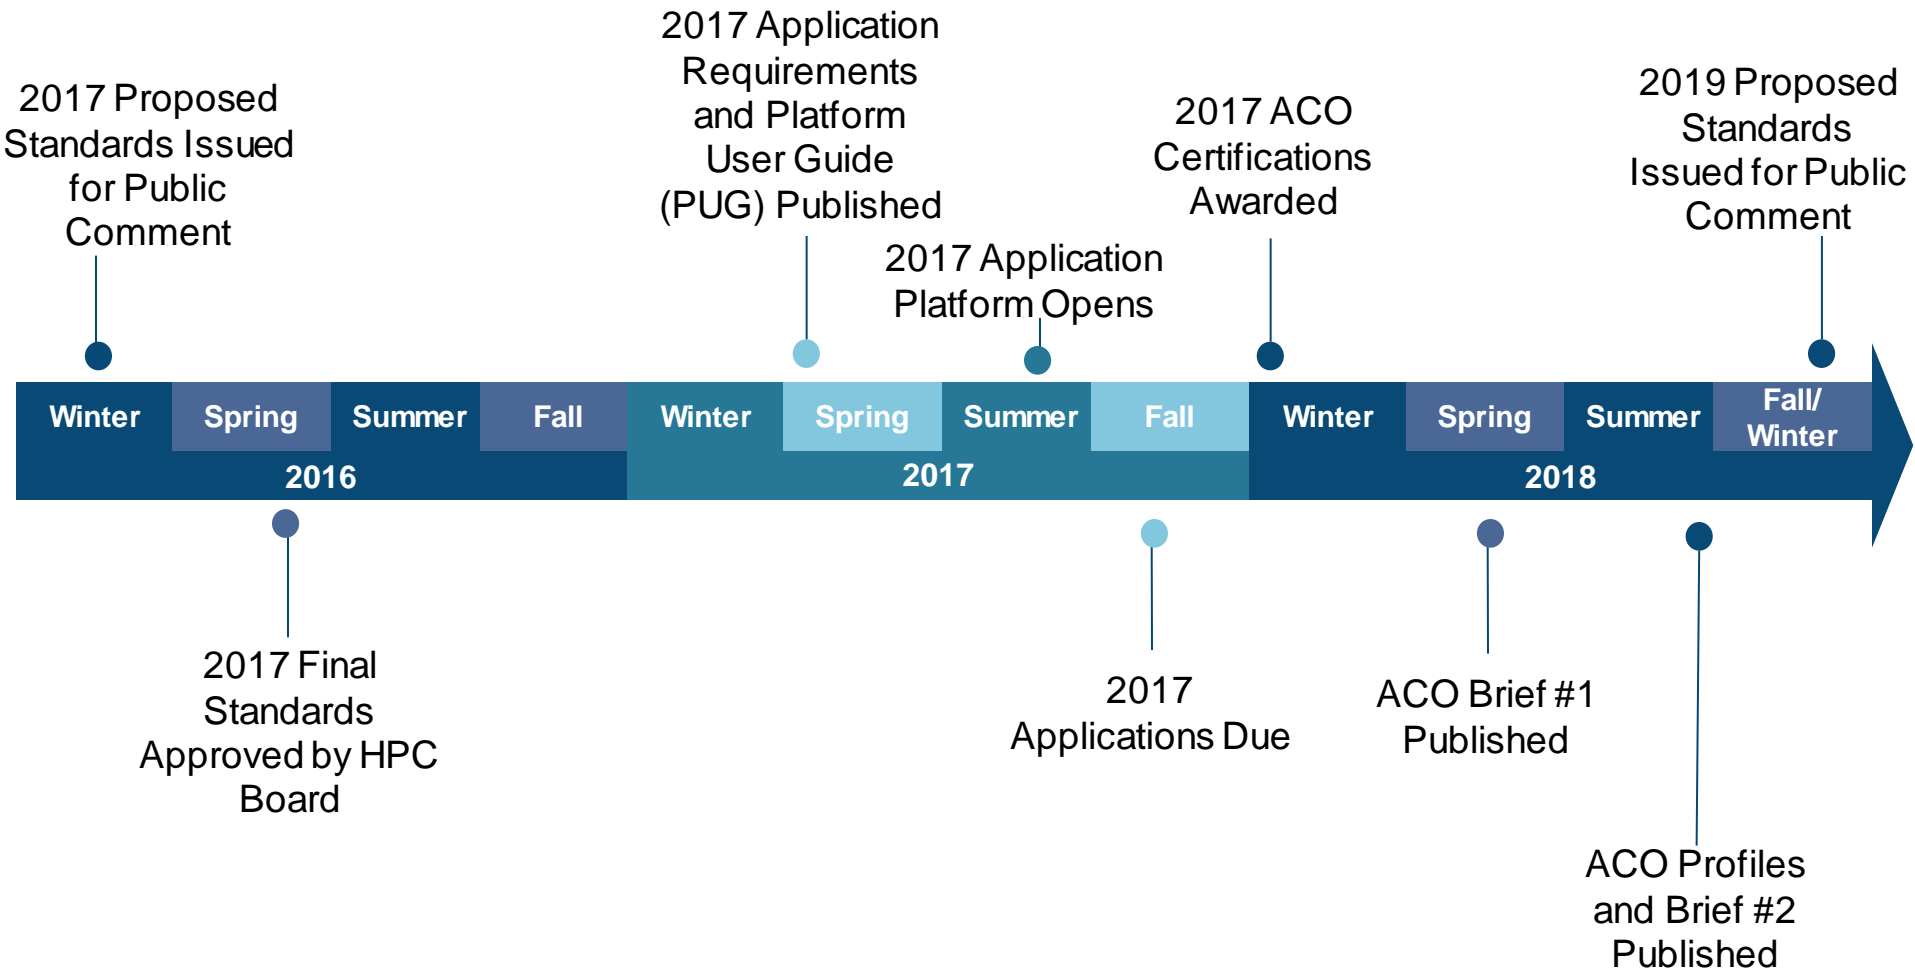 2017 Proposed
Standards Issued
for Public
Comment
2017 Application
Requirements
and Platform
User Guide
(PUG) Published
2017 Application
Platform Opens
2017 ACO
Certifications
Awarded
2019 Proposed
Standards
Issued for Public
Comment
Winter
Spring
Summer
Fall
Winter
Spring
Summer
Fall
Winter
Spring
Summer
Fall/
Winter
2016
2017
2018
2017 Final
Standards
Approved by HPC
Board
2017
Applications Due
ACO Brief #1
Published
ACO Profiles
and Brief #2
Published